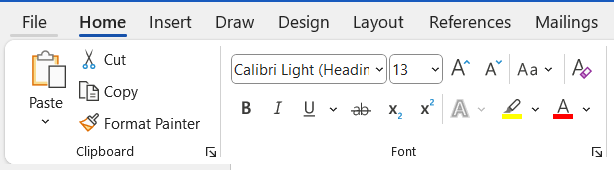 File Home Insert Draw Design Layout References Mailings
Cut
Calibri Light (Headin 13 A A Aa A
Copy
Paste
B I U ab x2 x2 A A
Format Painter
Clipboard Font